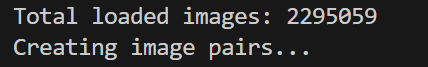 Total loaded images: 2295059
Creating image pairs...